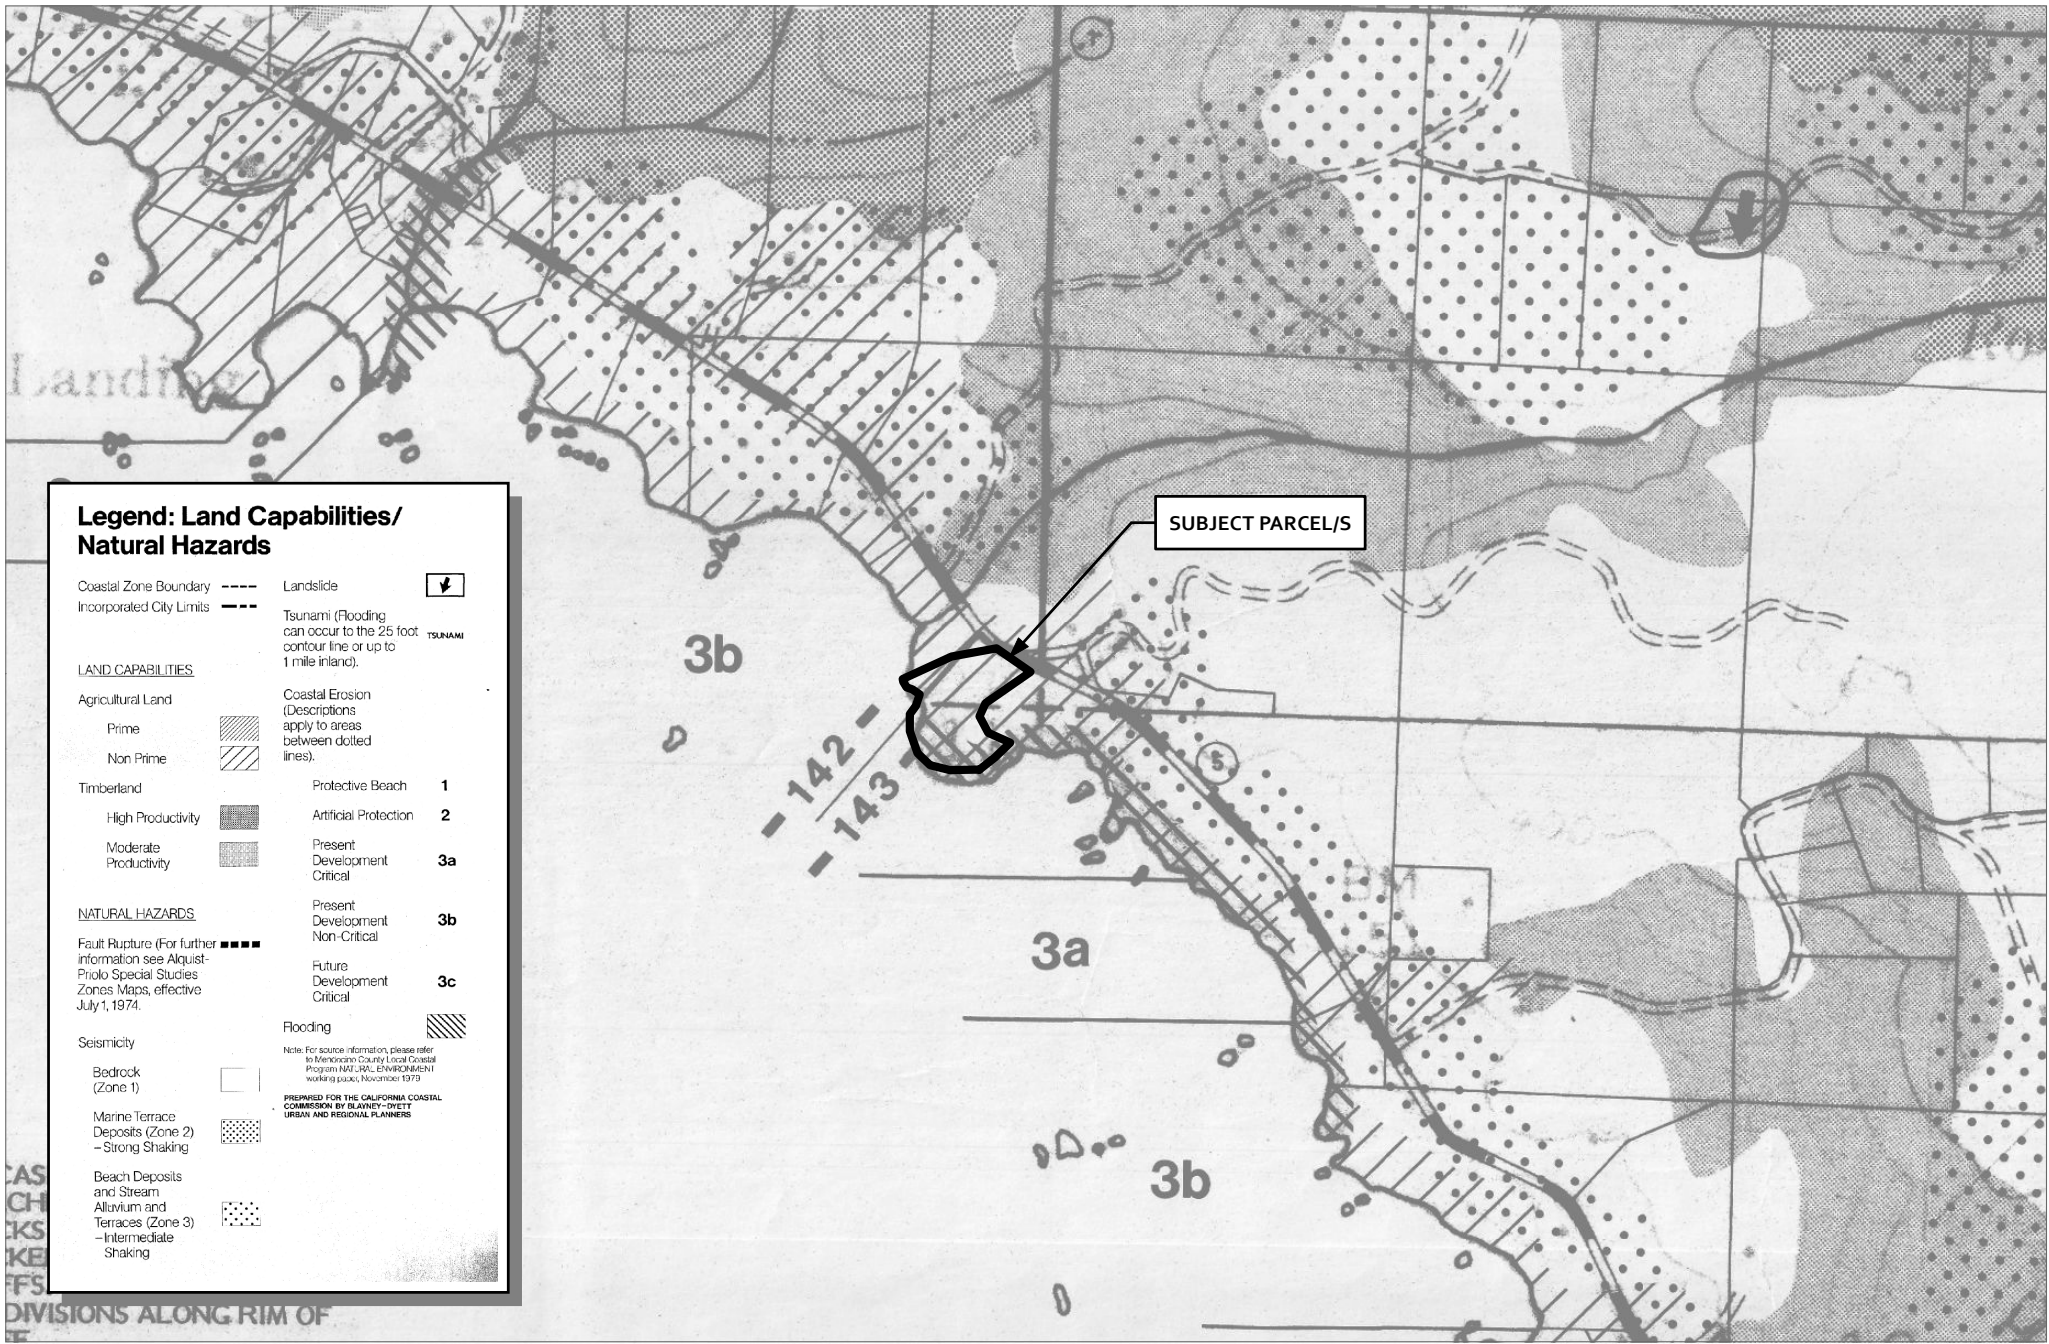 Landing
4
SUBJECT PARCEL/S
3b
142
143
5
BM
3a
3b
Legend: Land Capabilities/
Natural Hazards
Coastal Zone Boundary
Incorporated City Limits
LAND CAPABILITIES
Agricultural Land
Prime
Non Prime
Timberland
High Productivity
Moderate
Productivity
NATURAL HAZARDS
Fault Rupture (For further
information see Alquist-
Priolo Special Studies
Zones Maps, effective
July 1, 1974.
Seismicity
Bedrock
(Zone 1)
Marine Terrace
Deposits (Zone 2)
–Strong Shaking
Beach Deposits
and Stream
Alluvium and
Terraces (Zone 3)
–Intermediate
Shaking
Landslide
Tsunami (Flooding
can occur to the 25 foot
contour line or up to
1 mile inland).
TSUNAMI
Coastal Erosion
(Descriptions
apply to areas
between dotted
lines).
Protective Beach 1
Artificial Protection 2
Present
Development
Critical
3a
Present
Development
Non-Critical
3b
Future
Development
Critical
3c
Flooding
Note: For source information, please refer
to Mendocino County Local Coastal
Program NATURAL ENVIRONMENT
working paper, November 1979
PREPARED FOR THE CALIFORNIA COASTAL
COMMISSION BY BLAYNEY-DYETT
URBAN AND REGIONAL PLANNERS
DIVISIONS ALONG RIM OF